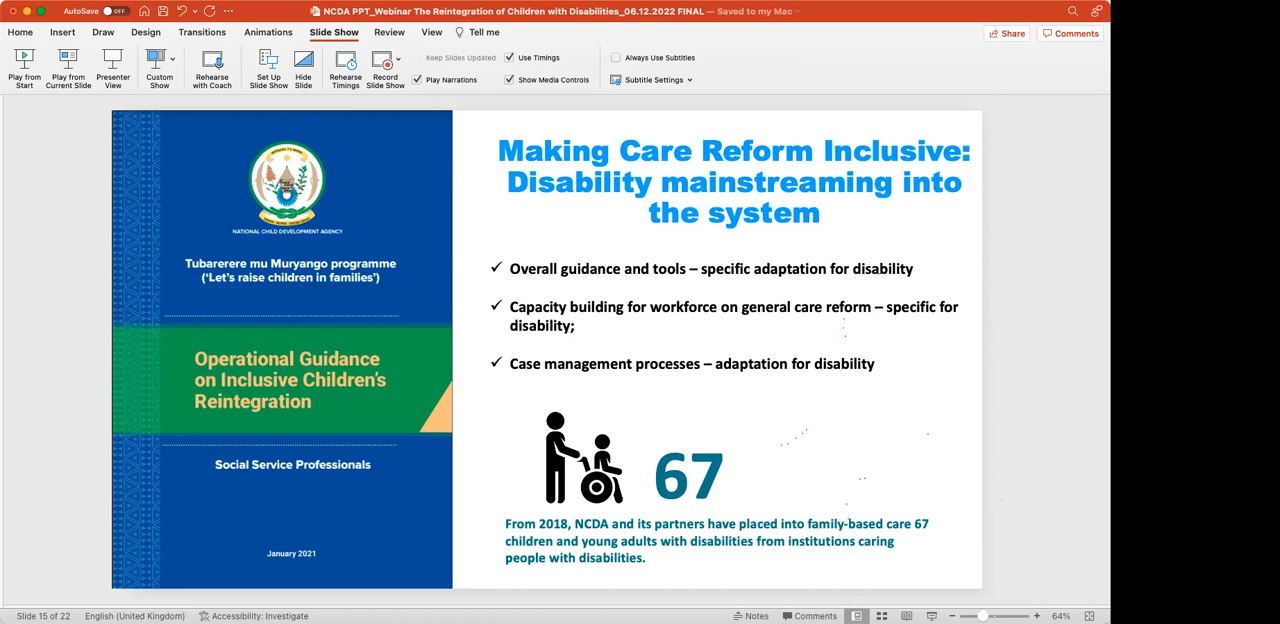 AutoSave OFF
NCDA PPT_Webinar The Reintegration of Children with Disabilities_06.12.2022 FINAL — Saved to my Mac
Home Insert Draw Design Transitions Animations Slide Show Review View Tell me Share Comments
Play from Start
Play from Current Slide
Presenter View
Custom Show
Rehearse with Coach
Set Up Slide Show
Hide Slide
Rehearse Timings
Record Slide Show
Keep Slides Updated
Use Timings
Play Narrations
Show Media Controls
Always Use Subtitles
Subtitle Settings
NATIONAL CHILD DEVELOPMENT AGENCY
Tubarerere mu Muryango programme
('Let's raise children in families')
Operational Guidance
on Inclusive Children's
Reintegration
Social Service Professionals
January 2021
Making Care Reform Inclusive:
Disability mainstreaming into
the system
✓ Overall guidance and tools – specific adaptation for disability
✓ Capacity building for workforce on general care reform – specific for
disability;
✓ Case management processes – adaptation for disability
67
From 2018, NCDA and its partners have placed into family-based care 67
children and young adults with disabilities from institutions caring
people with disabilities.
Slide 15 of 22 English (United Kingdom) Accessibility: Investigate Notes Comments 64%